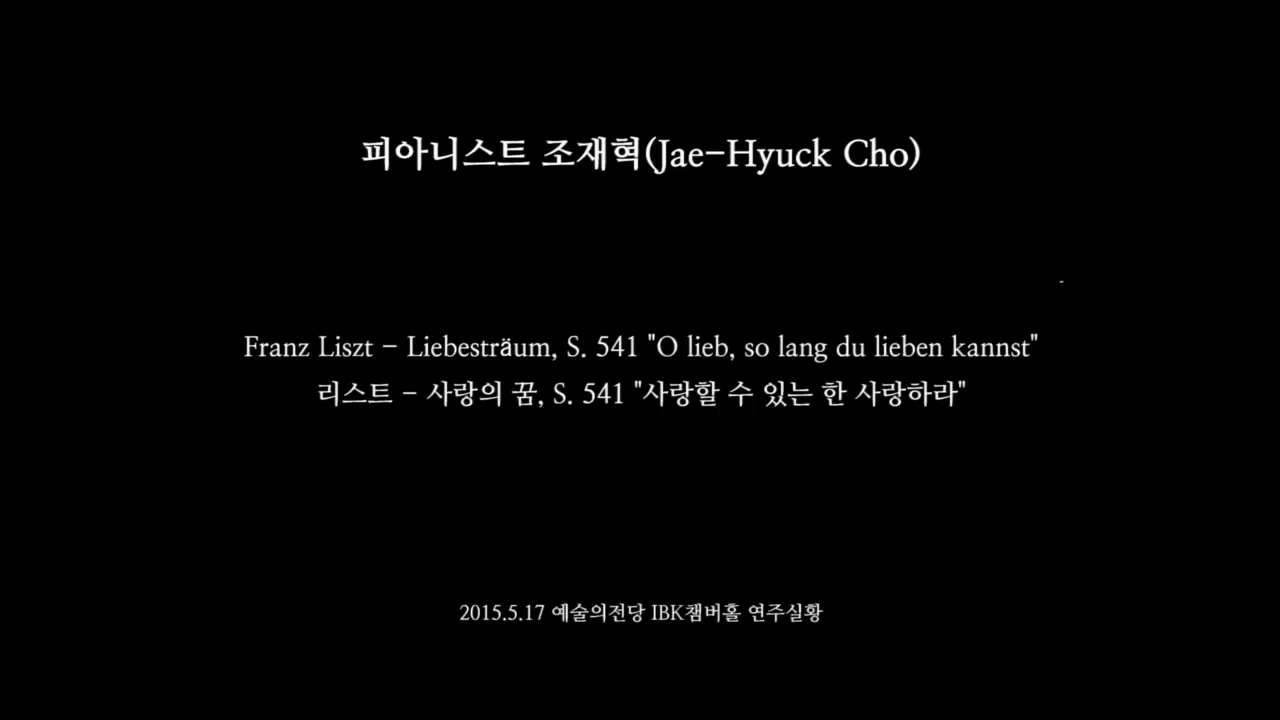 피아니스트 조재혁(Jae-Hyuck Cho)
Franz Liszt - Liebesträum, S. 541 "O lieb, so lang du lieben kannst"
리스트 - 사랑의 꿈, S. 541 "사랑할 수 있는 한 사랑하라"
2015.5.17 예술의전당 IBK챔버홀 연주실황